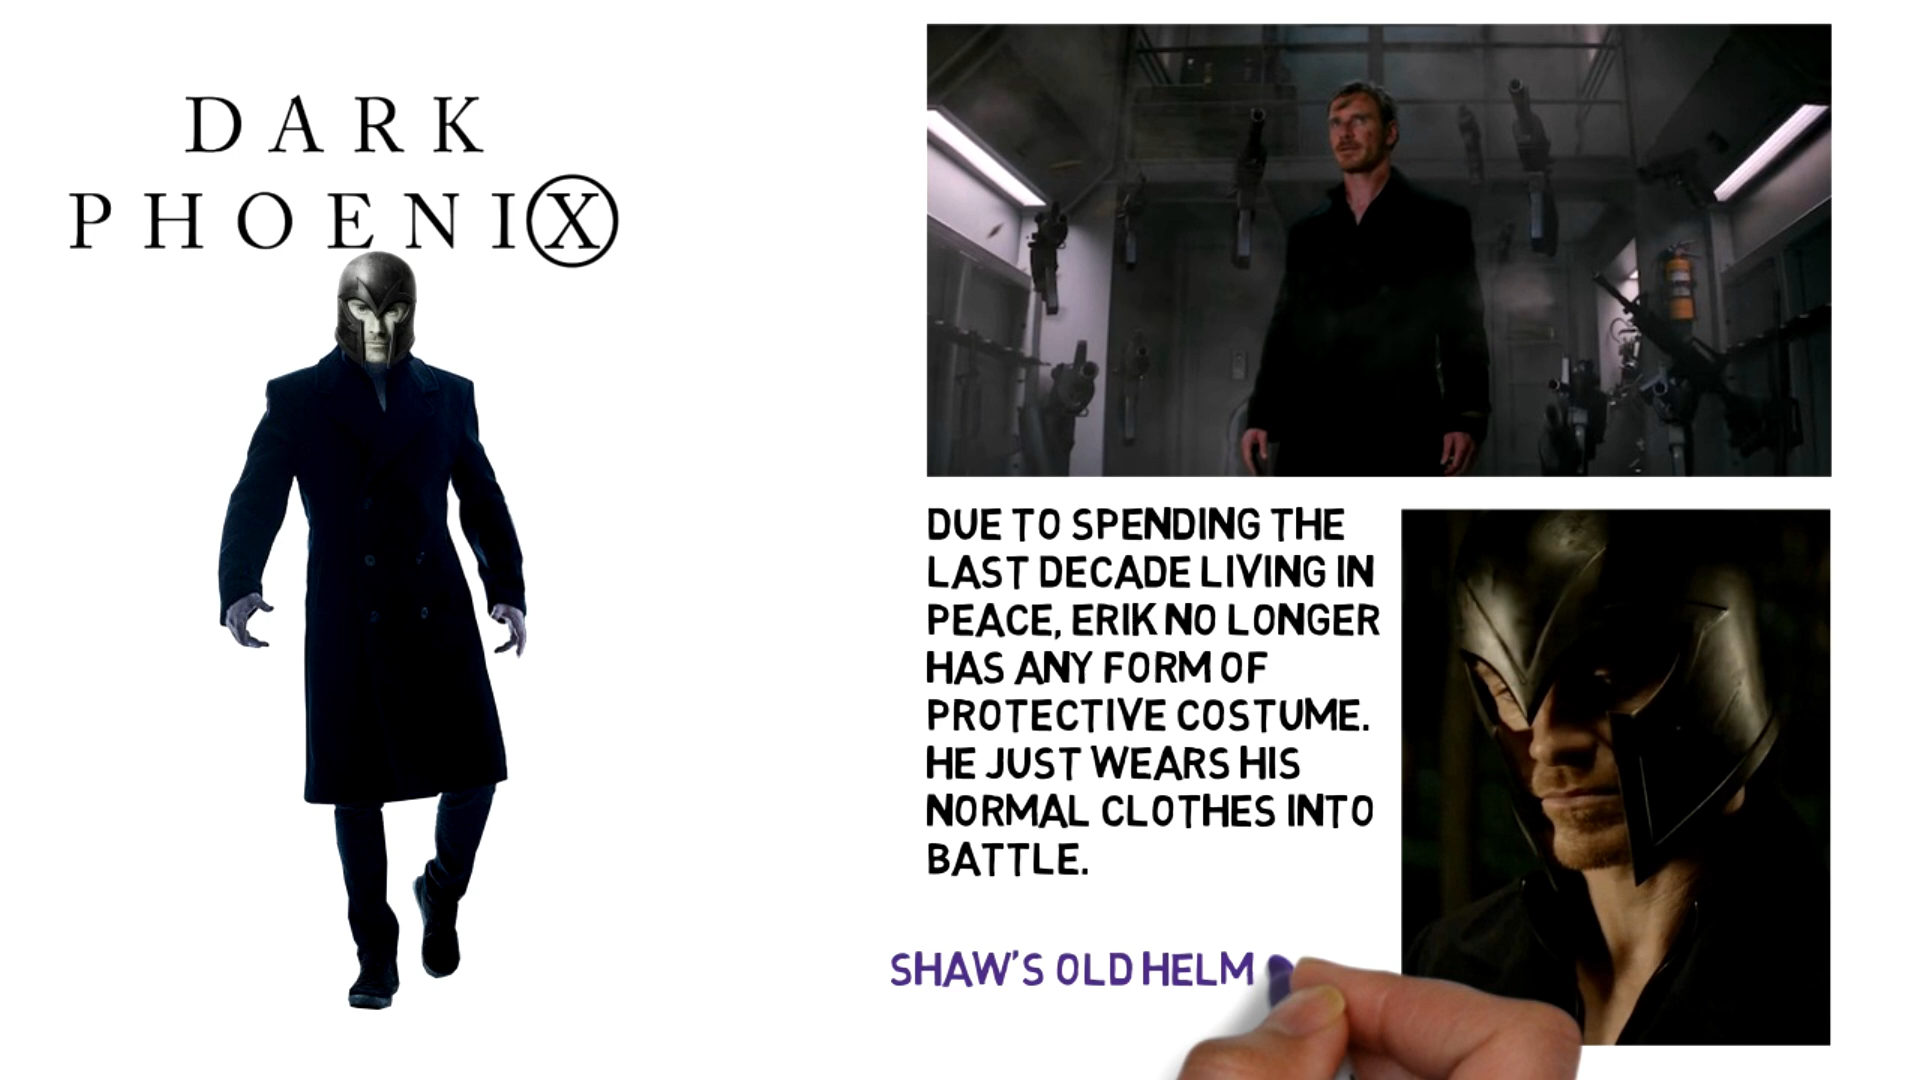 DARK
PHOENIX
DUE TO SPENDING THE
LAST DECADE LIVING IN
PEACE, ERIK NO LONGER
HAS ANY FORM OF
PROTECTIVE COSTUME.
HE JUST WEARS HIS
NORMAL CLOTHES INTO
BATTLE.
SHAW'S OLD HELM